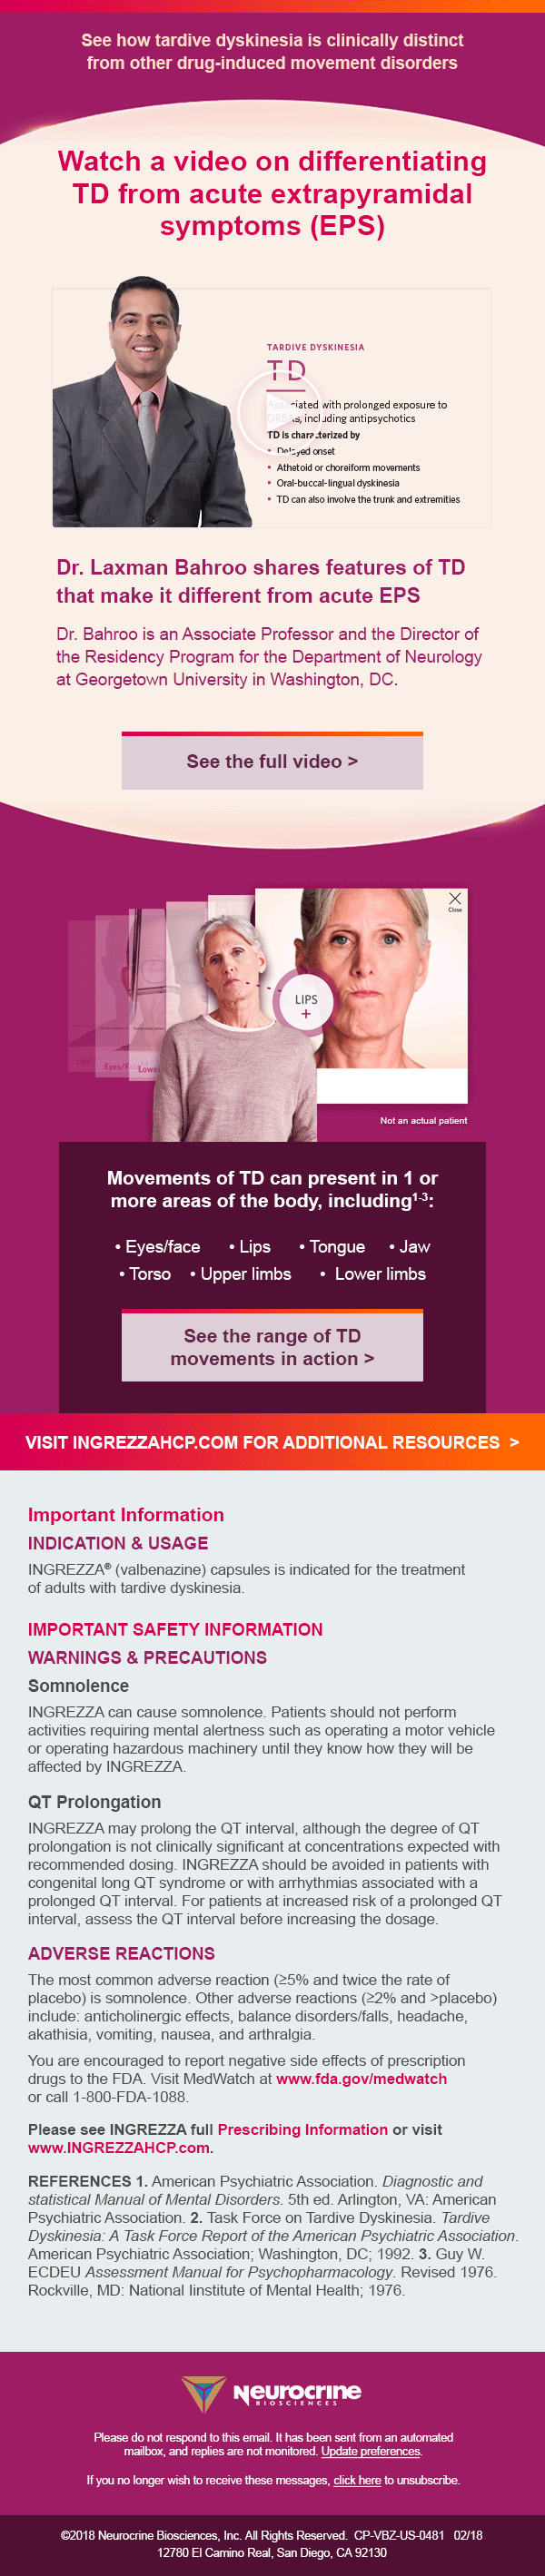 See how tardive dyskinesia is clinically distinct
from other drug-induced movement disorders
Watch a video on differentiating
TD from acute extrapyramidal
symptoms (EPS)
TARDIVE DYSKINESIA
TD
Associated with prolonged exposure to
DRBAs, including antipsychotics
TD is characterized by
• Delayed onset
• Athetoid or choreiform movements
• Oral-buccal-lingual dyskinesia
• TD can also involve the trunk and extremities
Dr. Laxman Bahroo shares features of TD
that make it different from acute EPS
Dr. Bahroo is an Associate Professor and the Director of
the Residency Program for the Department of Neurology
at Georgetown University in Washington, DC.
See the full video >
Close
LIPS
+
Lips
Eyes/Face
Lower
Not an actual patient
Movements of TD can present in 1 or
more areas of the body, including1-3:
• Eyes/face • Lips • Tongue • Jaw
• Torso • Upper limbs • Lower limbs
See the range of TD
movements in action >
VISIT INGREZZAHCP.COM FOR ADDITIONAL RESOURCES >
Important Information
INDICATION & USAGE
INGREZZA® (valbenazine) capsules is indicated for the treatment
of adults with tardive dyskinesia.
IMPORTANT SAFETY INFORMATION
WARNINGS & PRECAUTIONS
Somnolence
INGREZZA can cause somnolence. Patients should not perform
activities requiring mental alertness such as operating a motor vehicle
or operating hazardous machinery until they know how they will be
affected by INGREZZA.
QT Prolongation
INGREZZA may prolong the QT interval, although the degree of QT
prolongation is not clinically significant at concentrations expected with
recommended dosing. INGREZZA should be avoided in patients with
congenital long QT syndrome or with arrhythmias associated with a
prolonged QT interval. For patients at increased risk of a prolonged QT
interval, assess the QT interval before increasing the dosage.
ADVERSE REACTIONS
The most common adverse reaction (≥5% and twice the rate of
placebo) is somnolence. Other adverse reactions (≥2% and >placebo)
include: anticholinergic effects, balance disorders/falls, headache,
akathisia, vomiting, nausea, and arthralgia.
You are encouraged to report negative side effects of prescription
drugs to the FDA. Visit MedWatch at www.fda.gov/medwatch
or call 1-800-FDA-1088.
Please see INGREZZA full Prescribing Information or visit
www.INGREZZAHCP.com.
REFERENCES 1. American Psychiatric Association. Diagnostic and
statistical Manual of Mental Disorders. 5th ed. Arlington, VA: American
Psychiatric Association. 2. Task Force on Tardive Dyskinesia. Tardive
Dyskinesia: A Task Force Report of the American Psychiatric Association.
American Psychiatric Association; Washington, DC; 1992. 3. Guy W.
ECDEU Assessment Manual for Psychopharmacology. Revised 1976.
Rockville, MD: National Iinstitute of Mental Health; 1976.
Neurocrine
BIOSCIENCES
Please do not respond to this email. It has been sent from an automated
mailbox, and replies are not monitored. Update preferences.
If you no longer wish to receive these messages, click here to unsubscribe.
©2018 Neurocrine Biosciences, Inc. All Rights Reserved. CP-VBZ-US-0481 02/18
12780 El Camino Real, San Diego, CA 92130